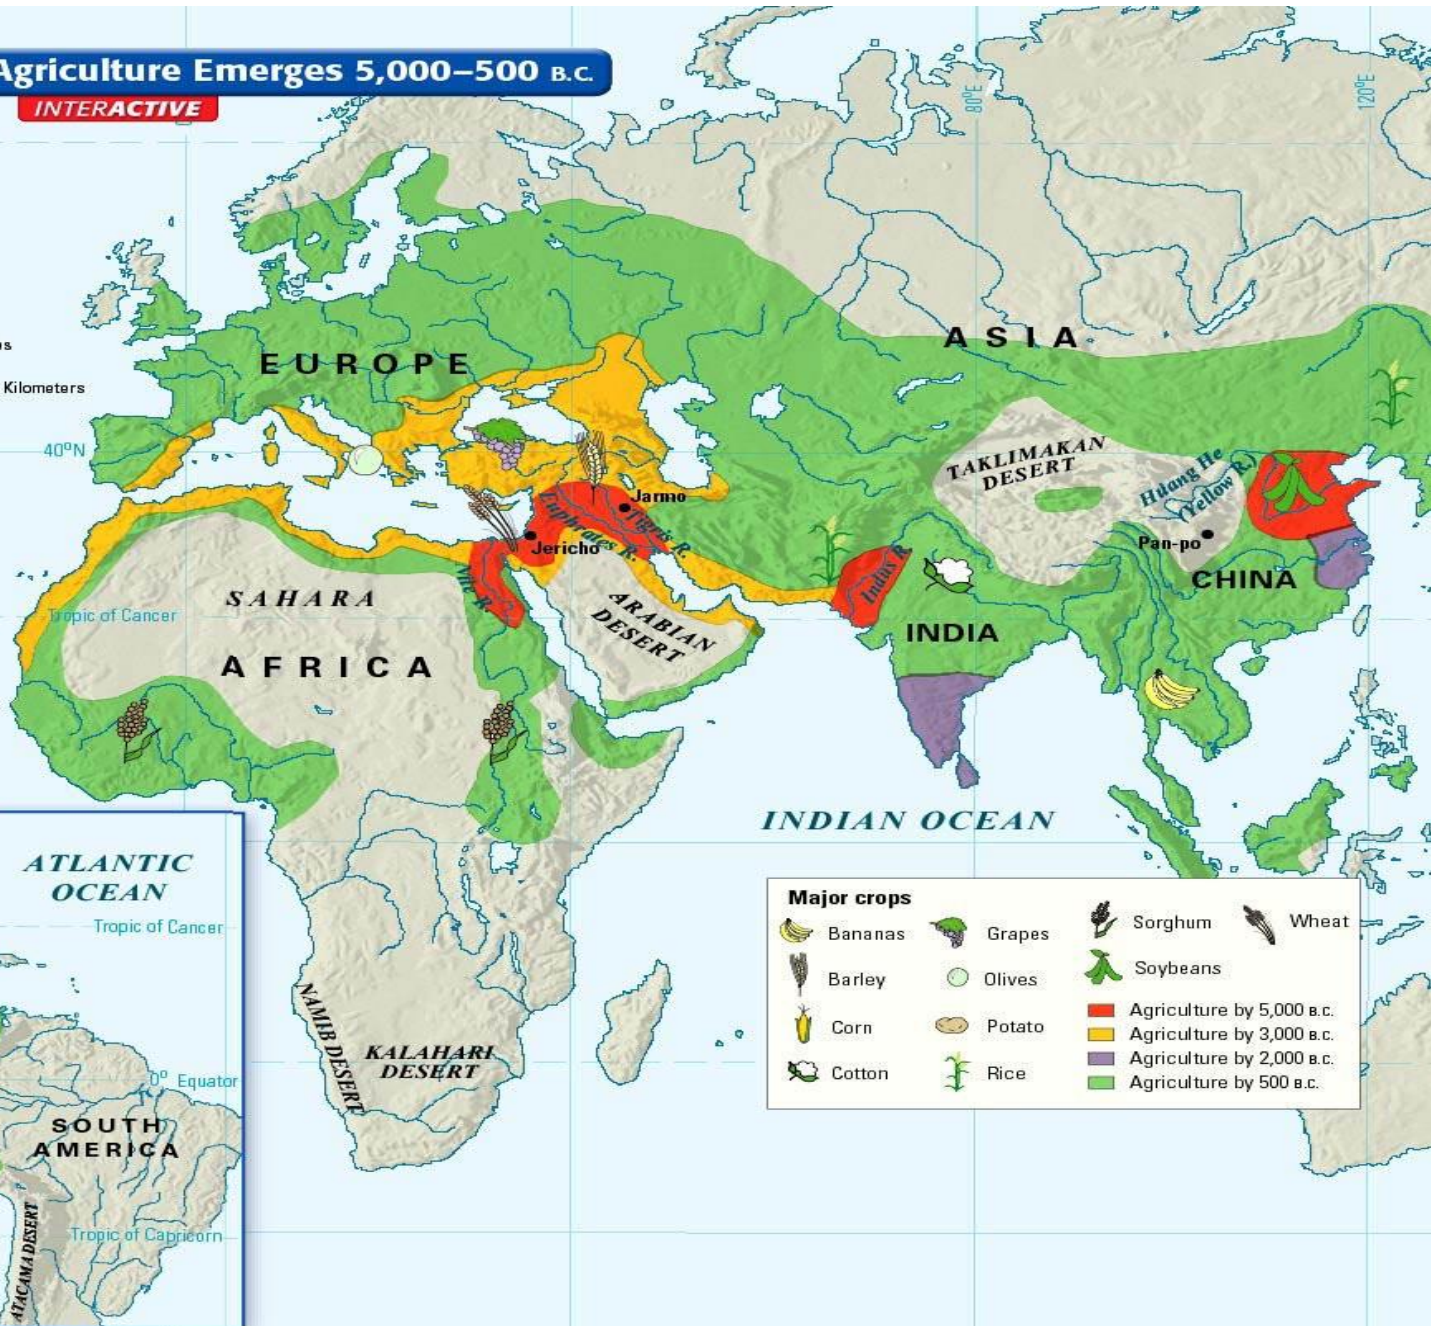 Agriculture Emerges 5,000–500 B.C.
INTERACTIVE
80°E
120°E
Kilometers
40°N
EUROPE
ASIA
TAKLIMAKAN
DESERT
Huang He
(Yellow R.)
Jarmo
Tigris R.
Euphrates R.
Jericho
Nile R.
Indus R.
Pan-po
CHINA
SAHARA
Tropic of Cancer
ARABIAN
DESERT
INDIA
AFRICA
INDIAN OCEAN
ATLANTIC
OCEAN
Tropic of Cancer
NAMIB DESERT
KALAHARI
DESERT
0° Equator
SOUTH
AMERICA
Tropic of Capricorn
ATACAMA DESERT
Major crops
Bananas
Barley
Corn
Cotton
Grapes
Olives
Potato
Rice
Sorghum
Wheat
Soybeans
Agriculture by 5,000 B.C.
Agriculture by 3,000 B.C.
Agriculture by 2,000 B.C.
Agriculture by 500 B.C.